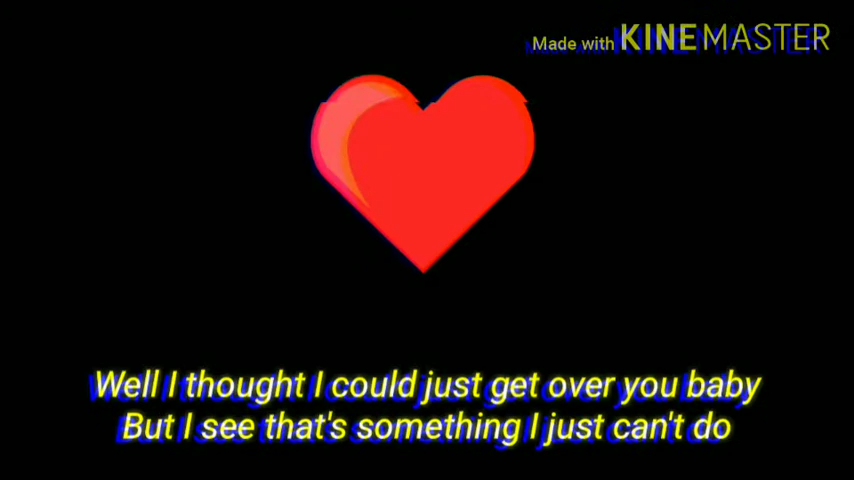 Made with KINEMASTER
Well I thought I could just get over you baby
But I see that's something I just can't do